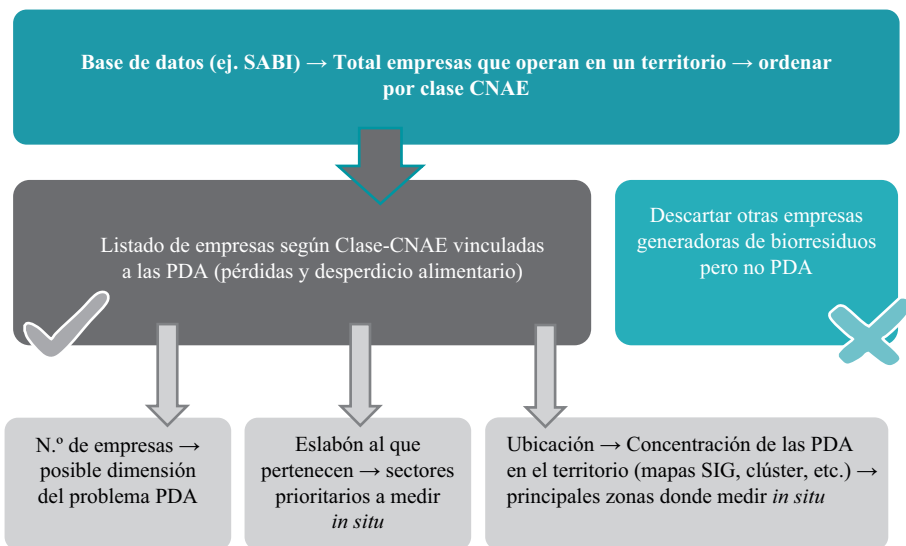 Base de datos (ej. SABI) → Total empresas que operan en un territorio → ordenar
por clase CNAE
Listado de empresas según Clase-CNAE vinculadas
a las PDA (pérdidas y desperdicio alimentario)
Descartar otras empresas
generadoras de biorresiduos
pero no PDA
N.º de empresas →
posible dimensión
del problema PDA
Eslabón al que
pertenecen → sectores
prioritarios a medir
in situ
Ubicación → Concentración de las PDA
en el territorio (mapas SIG, clúster, etc.) →
principales zonas donde medir in situ